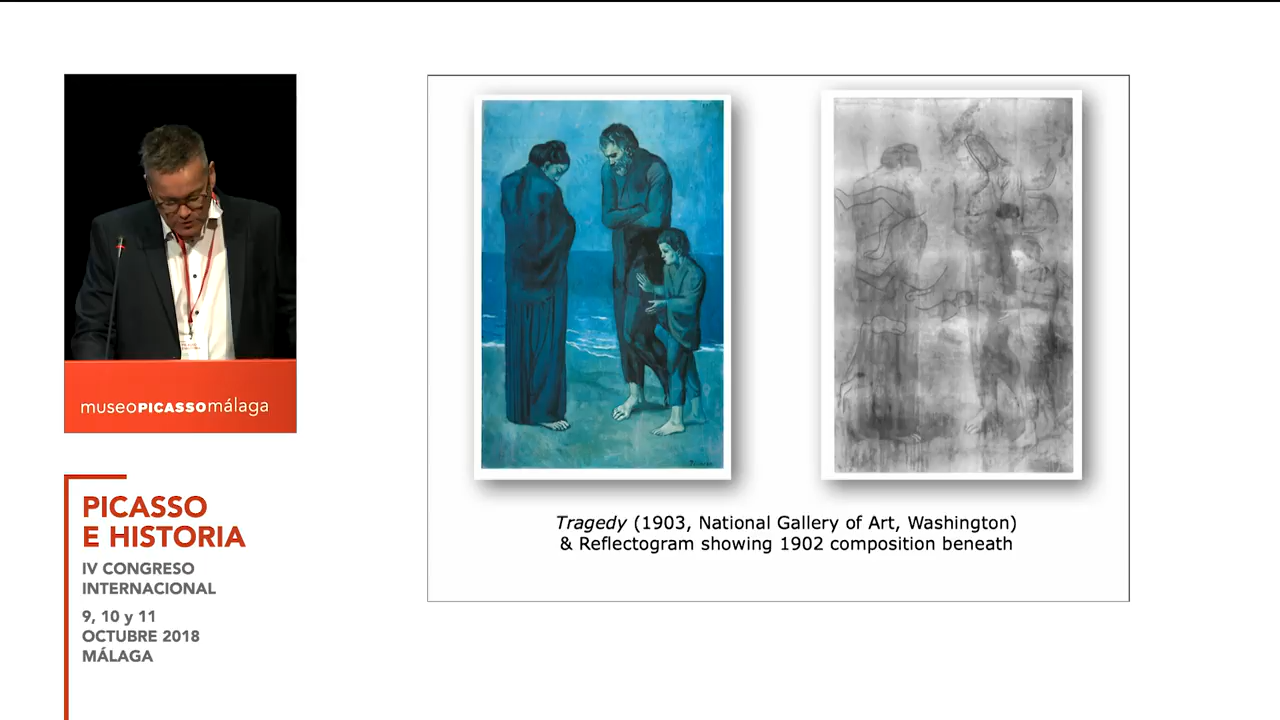 museoPICASSOmálaga
PICASSO
E HISTORIA
IV CONGRESO
INTERNACIONAL
9, 10 y 11
OCTUBRE 2018
MÁLAGA
Tragedy (1903, National Gallery of Art, Washington)
& Reflectogram showing 1902 composition beneath